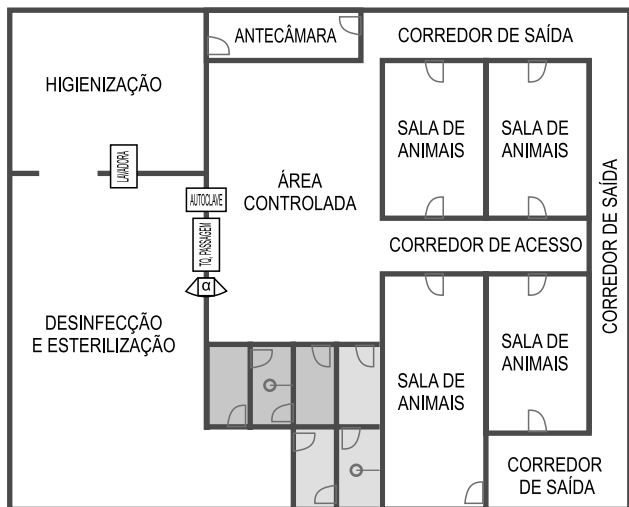 ANTECÂMARA
CORREDOR DE SAÍDA
HIGIENIZAÇÃO
SALA DE
ANIMAIS
SALA DE
ANIMAIS
LAVADORA
ÁREA
CONTROLADA
AUTOCLAVE
TQ. PASSAGEM
CORREDOR DE ACESSO
CORREDOR DE SAÍDA
α
DESINFECÇÃO
E ESTERILIZAÇÃO
SALA DE
ANIMAIS
SALA DE
ANIMAIS
CORREDOR
DE SAÍDA